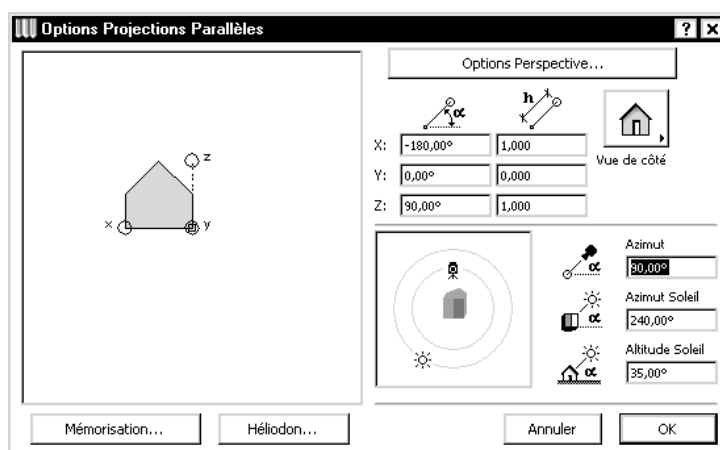 Options Projections Parallèles
? X
Options Perspective...
α h
X: -180,00° 1,000
Y: 0,00° 0,000
Z: 90,00° 1,000
Vue de côté
z
x y
Azimut
α 90,00°
Azimut Soleil
α 240,00°
Altitude Soleil
α 35,00°
Mémorisation... Héliodon... Annuler OK